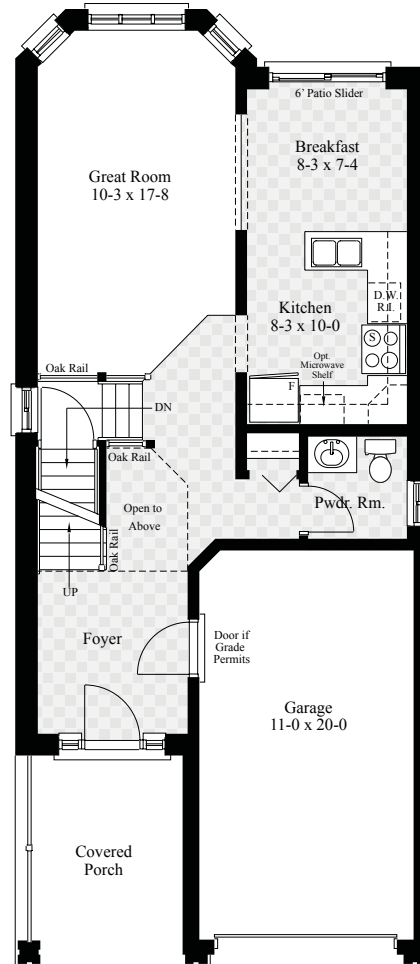 6' Patio Slider
Breakfast
8-3 x 7-4
Great Room
10-3 x 17-8
D.W.
R.I.
Kitchen
8-3 x 10-0
S
Opt.
Microwave
Shelf
F
Oak Rail
DN
Oak Rail
Pwdr. Rm.
Open to
Above
Oak Rail
UP
Foyer
Door if
Grade
Permits
Garage
11-0 x 20-0
Covered
Porch